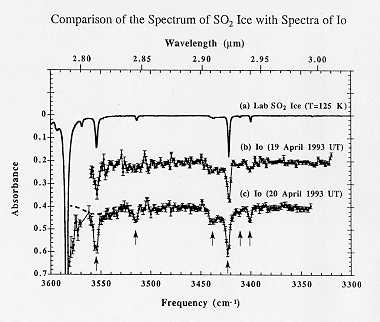 Comparison of the Spectrum of SO₂ Ice with Spectra of Io
Wavelength (μm)
2.80 2.85 2.90 2.95 3.00
(a) Lab SO₂ Ice (T=125 K)
(b) Io (19 April 1993 UT)
(c) Io (20 April 1993 UT)
Absorbance
0
0.1
0.2
0.3
0.4
0.5
0.6
0.7
3600 3550 3500 3450 3400 3350 3300
Frequency (cm⁻¹)